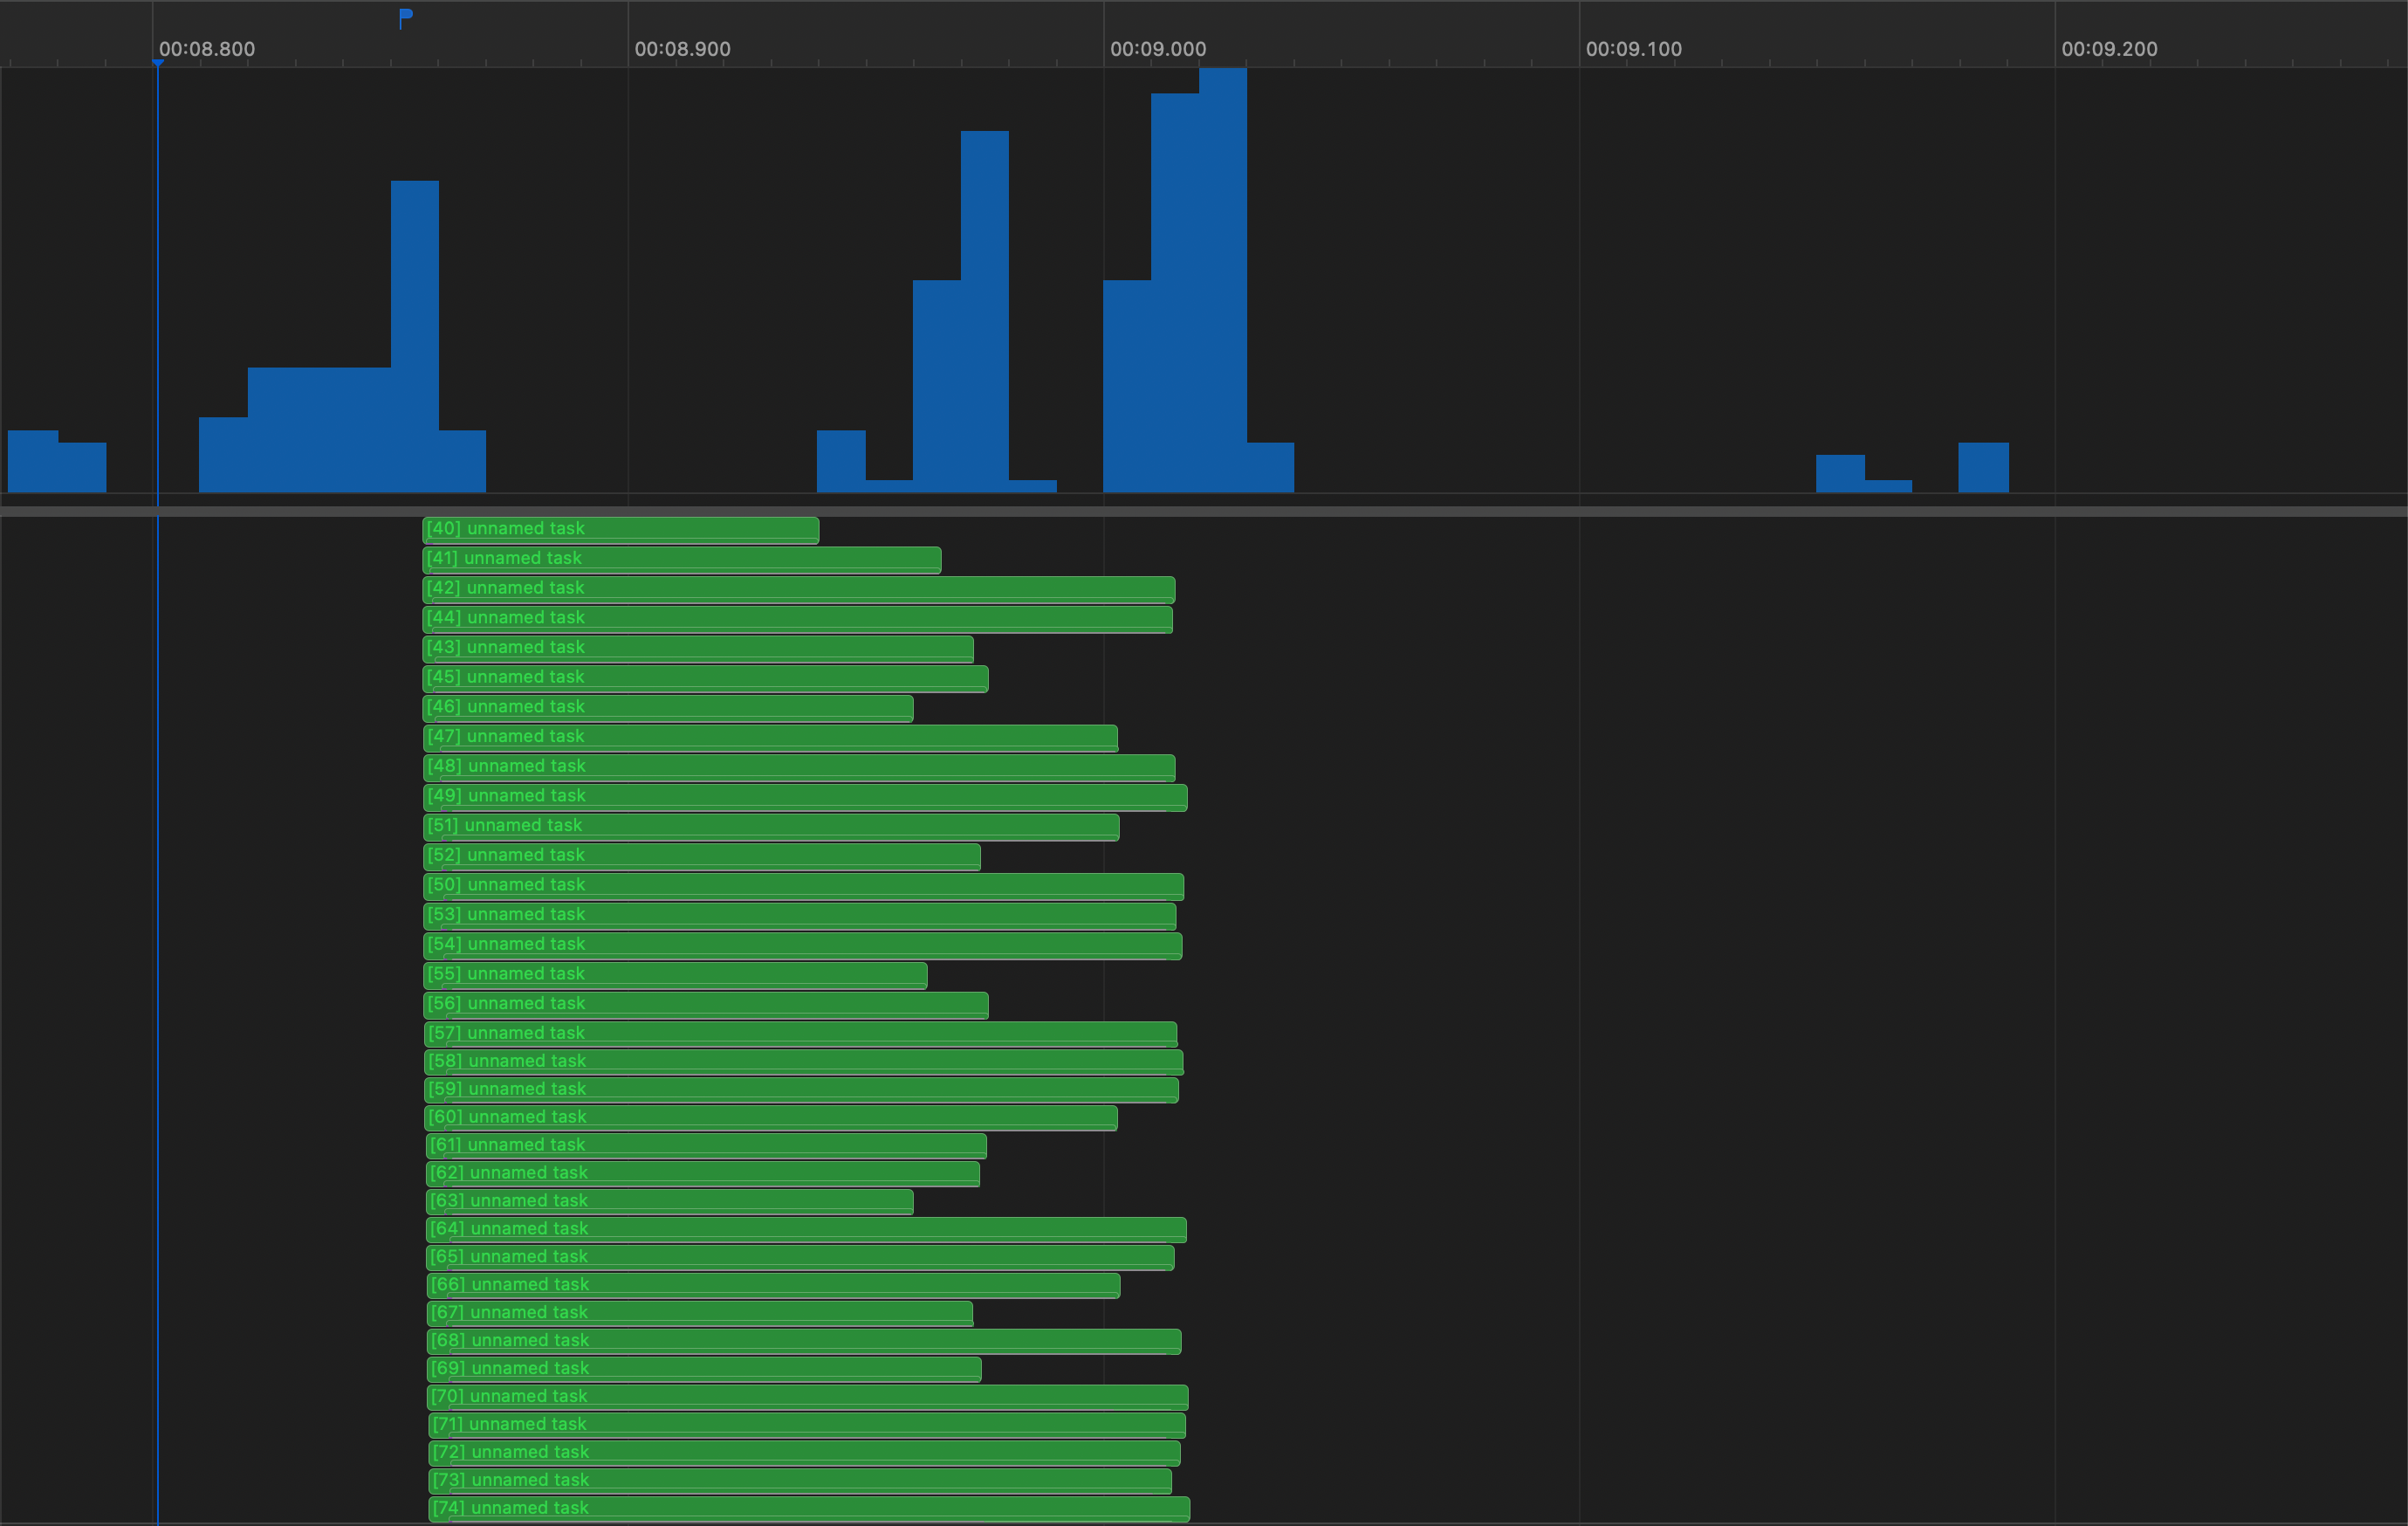 00:08.800 00:08.900 00:09.000 00:09.100 00:09.200
[40] unnamed task
[41] unnamed task
[42] unnamed task
[44] unnamed task
[43] unnamed task
[45] unnamed task
[46] unnamed task
[47] unnamed task
[48] unnamed task
[49] unnamed task
[51] unnamed task
[52] unnamed task
[50] unnamed task
[53] unnamed task
[54] unnamed task
[55] unnamed task
[56] unnamed task
[57] unnamed task
[58] unnamed task
[59] unnamed task
[60] unnamed task
[61] unnamed task
[62] unnamed task
[63] unnamed task
[64] unnamed task
[65] unnamed task
[66] unnamed task
[67] unnamed task
[68] unnamed task
[69] unnamed task
[70] unnamed task
[71] unnamed task
[72] unnamed task
[73] unnamed task
[74] unnamed task